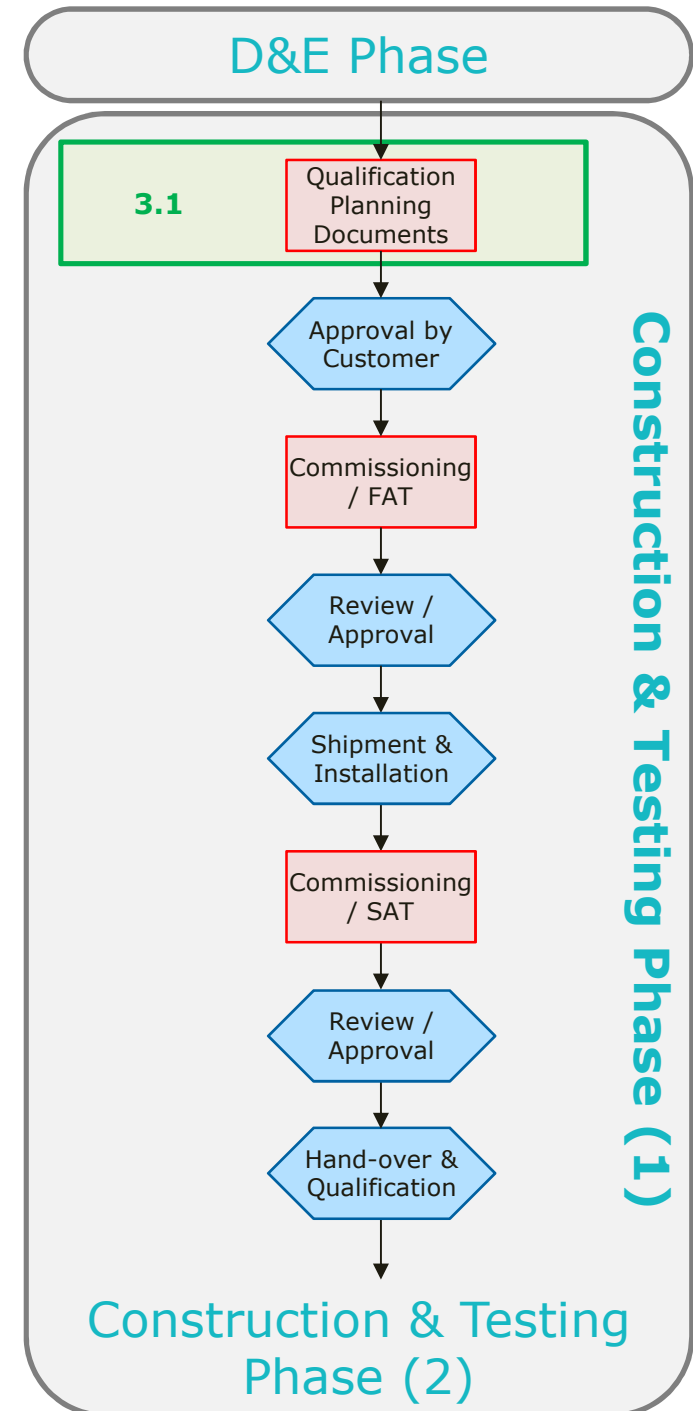 D&E Phase
3.1
Qualification
Planning
Documents
Approval by
Customer
Commissioning
/ FAT
Review /
Approval
Shipment &
Installation
Commissioning
/ SAT
Review /
Approval
Hand-over &
Qualification
Construction & Testing Phase (1)
Construction & Testing
Phase (2)